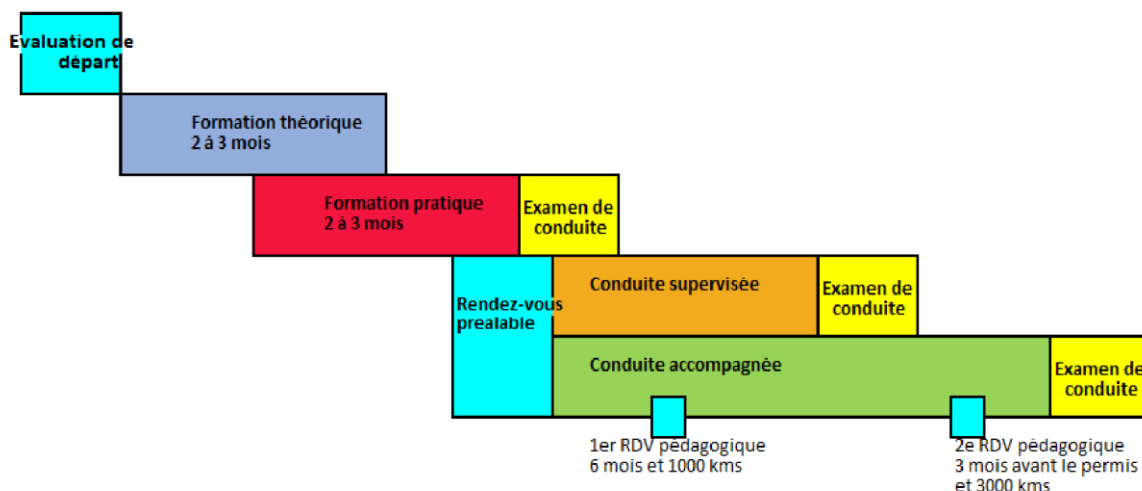 Evaluation de
départ
Formation théorique
2 à 3 mois
Formation pratique
2 à 3 mois
Examen de
conduite
Rendez-vous
prealable
Conduite supervisée
Examen de
conduite
Conduite accompagnée
Examen de
conduite
1er RDV pédagogique
6 mois et 1000 kms
2e RDV pédagogique
3 mois avant le permis
et 3000 kms